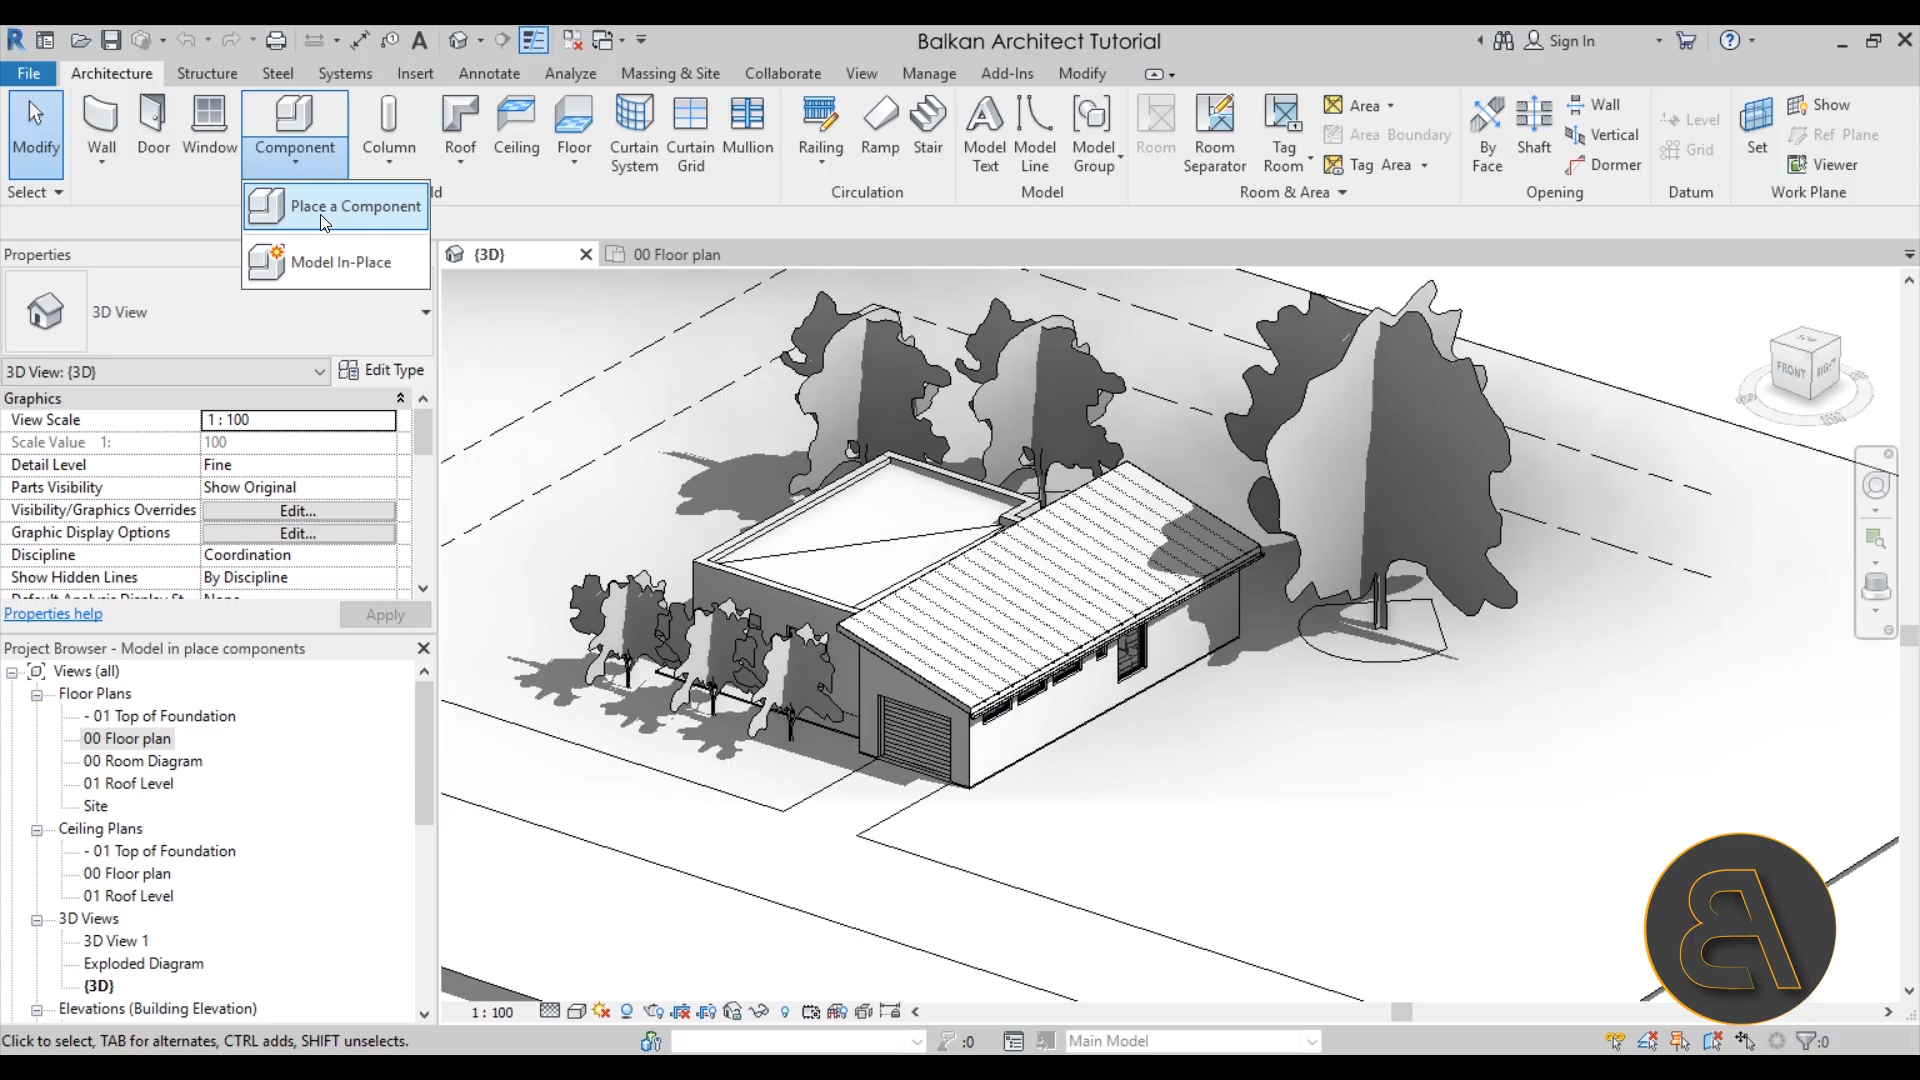 Balkan Architect Tutorial
Sign In
File Architecture Structure Steel Systems Insert Annotate Analyze Massing & Site Collaborate View Manage Add-Ins Modify
Modify Wall Door Window Component Column Roof Ceiling Floor Curtain System Curtain Grid Mullion Railing Ramp Stair Model Text Model Line Model Group Room Room Separator Tag Room By Face Shaft Set
Area
Area Boundary
Tag Area
Wall
Vertical
Dormer
Level
Grid
Show
Ref Plane
Viewer
Select ld Circulation Model Room & Area Opening Datum Work Plane
Place a Component
Model In-Place
Properties
{3D} 00 Floor plan
3D View
3D View: {3D} Edit Type
Graphics
View Scale 1 : 100
Scale Value 1: 100
Detail Level Fine
Parts Visibility Show Original
Visibility/Graphics Overrides Edit...
Graphic Display Options Edit...
Discipline Coordination
Show Hidden Lines By Discipline
Properties help Apply
FRONT
Project Browser - Model in place components
Views (all)
Floor Plans
- 01 Top of Foundation
00 Floor plan
00 Room Diagram
01 Roof Level
Site
Ceiling Plans
- 01 Top of Foundation
00 Floor plan
01 Roof Level
3D Views
3D View 1
Exploded Diagram
{3D}
Elevations (Building Elevation)
1 : 100
Click to select, TAB for alternates, CTRL adds, SHIFT unselects.
:0
Main Model
:0